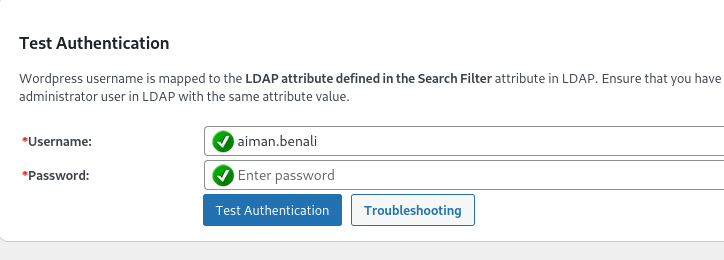 Test Authentication
Wordpress username is mapped to the LDAP attribute defined in the Search Filter attribute in LDAP. Ensure that you have
administrator user in LDAP with the same attribute value.
*Username:
aiman.benali
*Password:
Enter password
Test Authentication
Troubleshooting